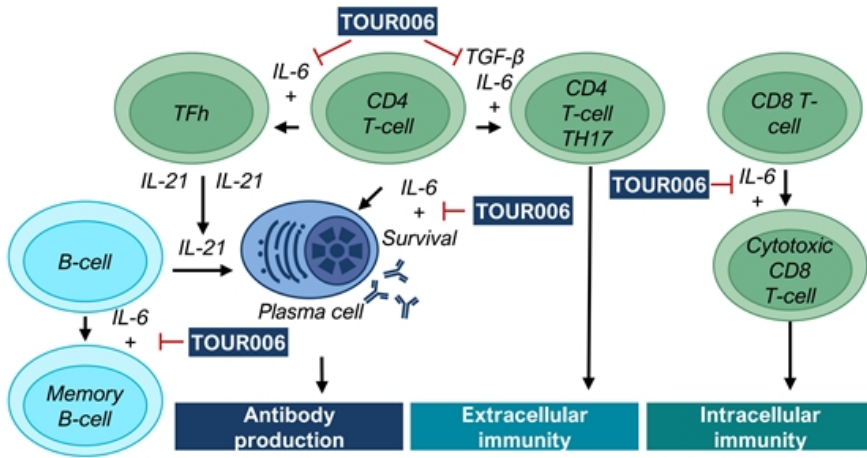 TOUR006
IL-6
+
TGF-β
IL-6
+
TFh
CD4
T-cell
CD4
T-cell
TH17
CD8 T-
cell
IL-21 IL-21
IL-6
+
Survival
TOUR006
TOUR006
IL-6
+
B-cell
IL-21
Plasma cell
Cytotoxic
CD8
T-cell
IL-6
+
TOUR006
Memory
B-cell
Antibody
production
Extracellular
immunity
Intracellular
immunity